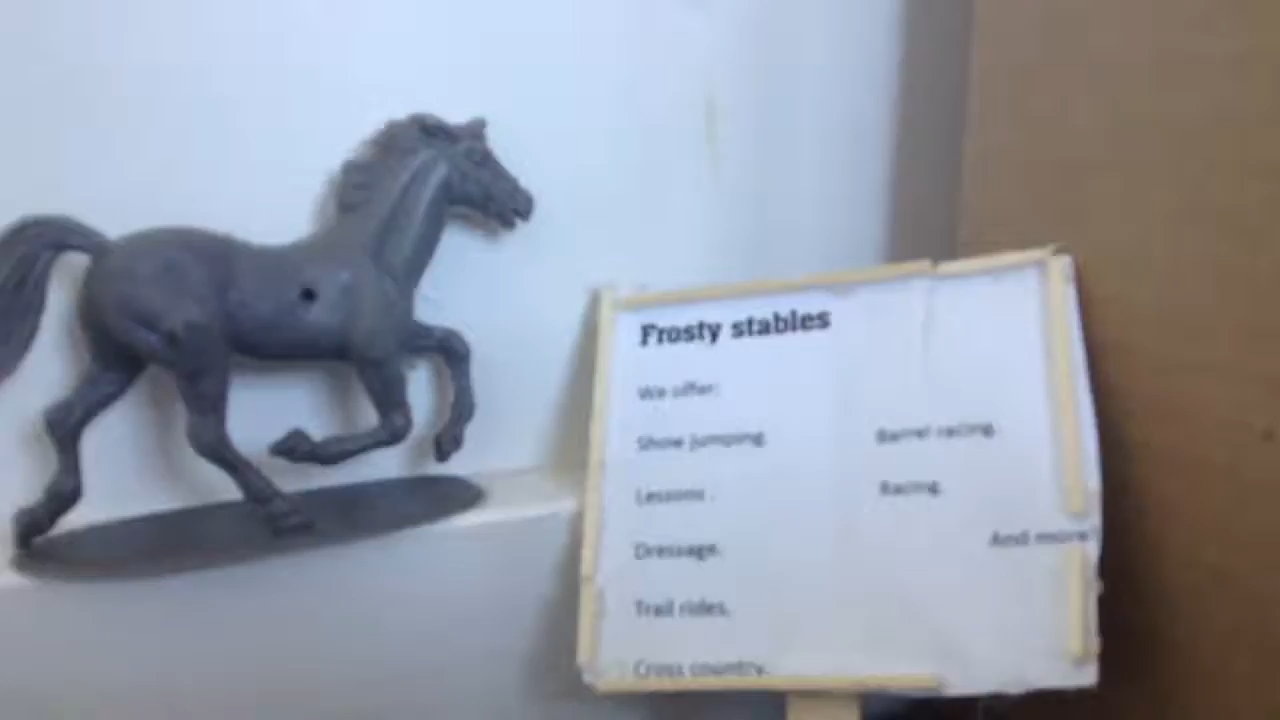 Frosty stables
We offer:
Show jumping.
Barrel racing.
Lessons .
Racing.
And more!
Dressage.
Trail rides.
Cross country.